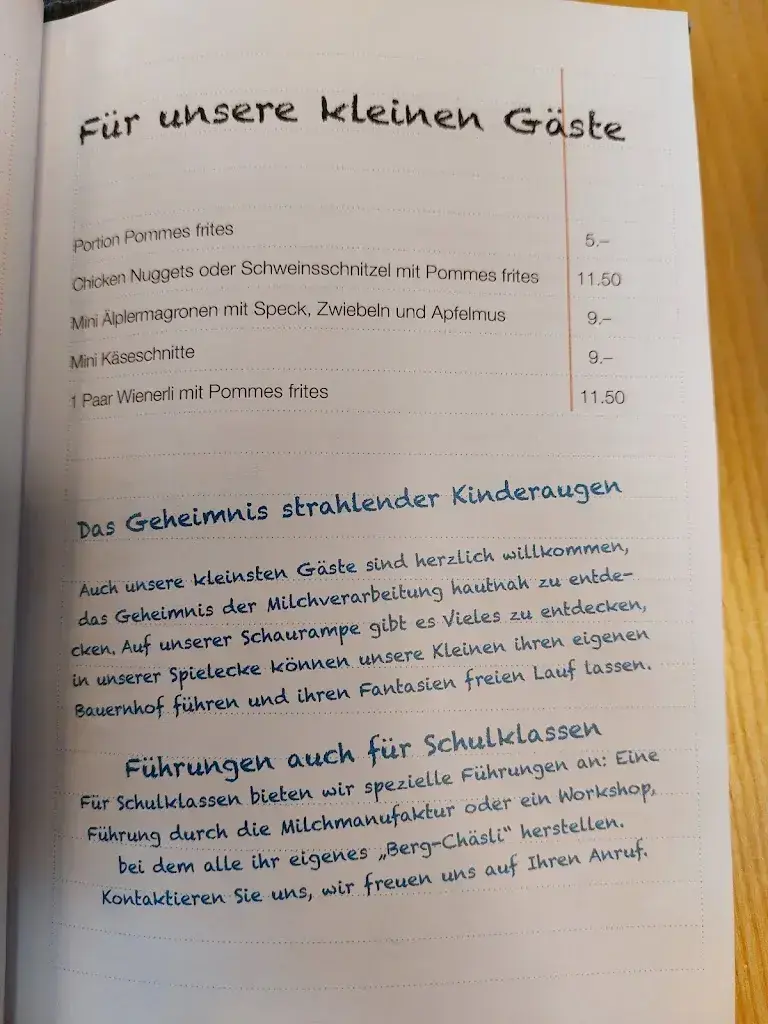 Für unsere kleinen Gäste
Portion Pommes frites 5.–
Chicken Nuggets oder Schweinsschnitzel mit Pommes frites 11.50
Mini Älplermagronen mit Speck, Zwiebeln und Apfelmus 9.–
Mini Käseschnitte 9.–
1 Paar Wienerli mit Pommes frites 11.50
Das Geheimnis strahlender Kinderaugen
Auch unsere kleinsten Gäste sind herzlich willkommen,
das Geheimnis der Milchverarbeitung hautnah zu entde-
cken. Auf unserer Schaurampe gibt es Vieles zu entdecken,
in unserer Spielecke können unsere Kleinen ihren eigenen
Bauernhof führen und ihren Fantasien freien Lauf lassen.
Führungen auch für Schulklassen
Für Schulklassen bieten wir spezielle Führungen an: Eine
Führung durch die Milchmanufaktur oder ein Workshop,
bei dem alle ihr eigenes „Berg-Chäsli“ herstellen.
Kontaktieren Sie uns, wir freuen uns auf Ihren Anruf.